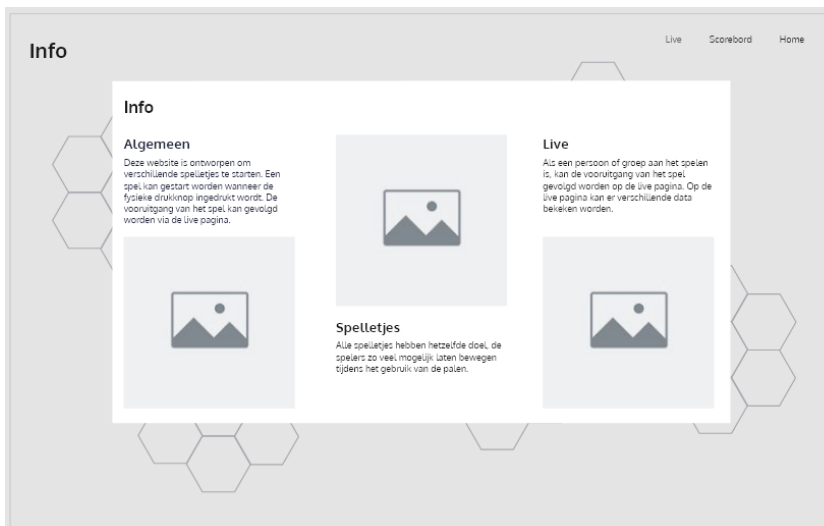 Info
Live
Scorebord
Home
Info
Algemeen
Deze website is ontworpen om
verschillende spelletjes te starten. Een
spel kan gestart worden wanneer de
fysieke drukknop ingedrukt wordt. De
vooruitgang van het spel kan gevolgd
worden via de live pagina.
Spelletjes
Alle spelletjes hebben hetzelfde doel, de
spelers zo veel mogelijk laten bewegen
tijdens het gebruik van de palen.
Live
Als een persoon of groep aan het spelen
is, kan de vooruitgang van het spel
gevolgd worden op de live pagina. Op de
live pagina kan er verschillende data
bekeken worden.